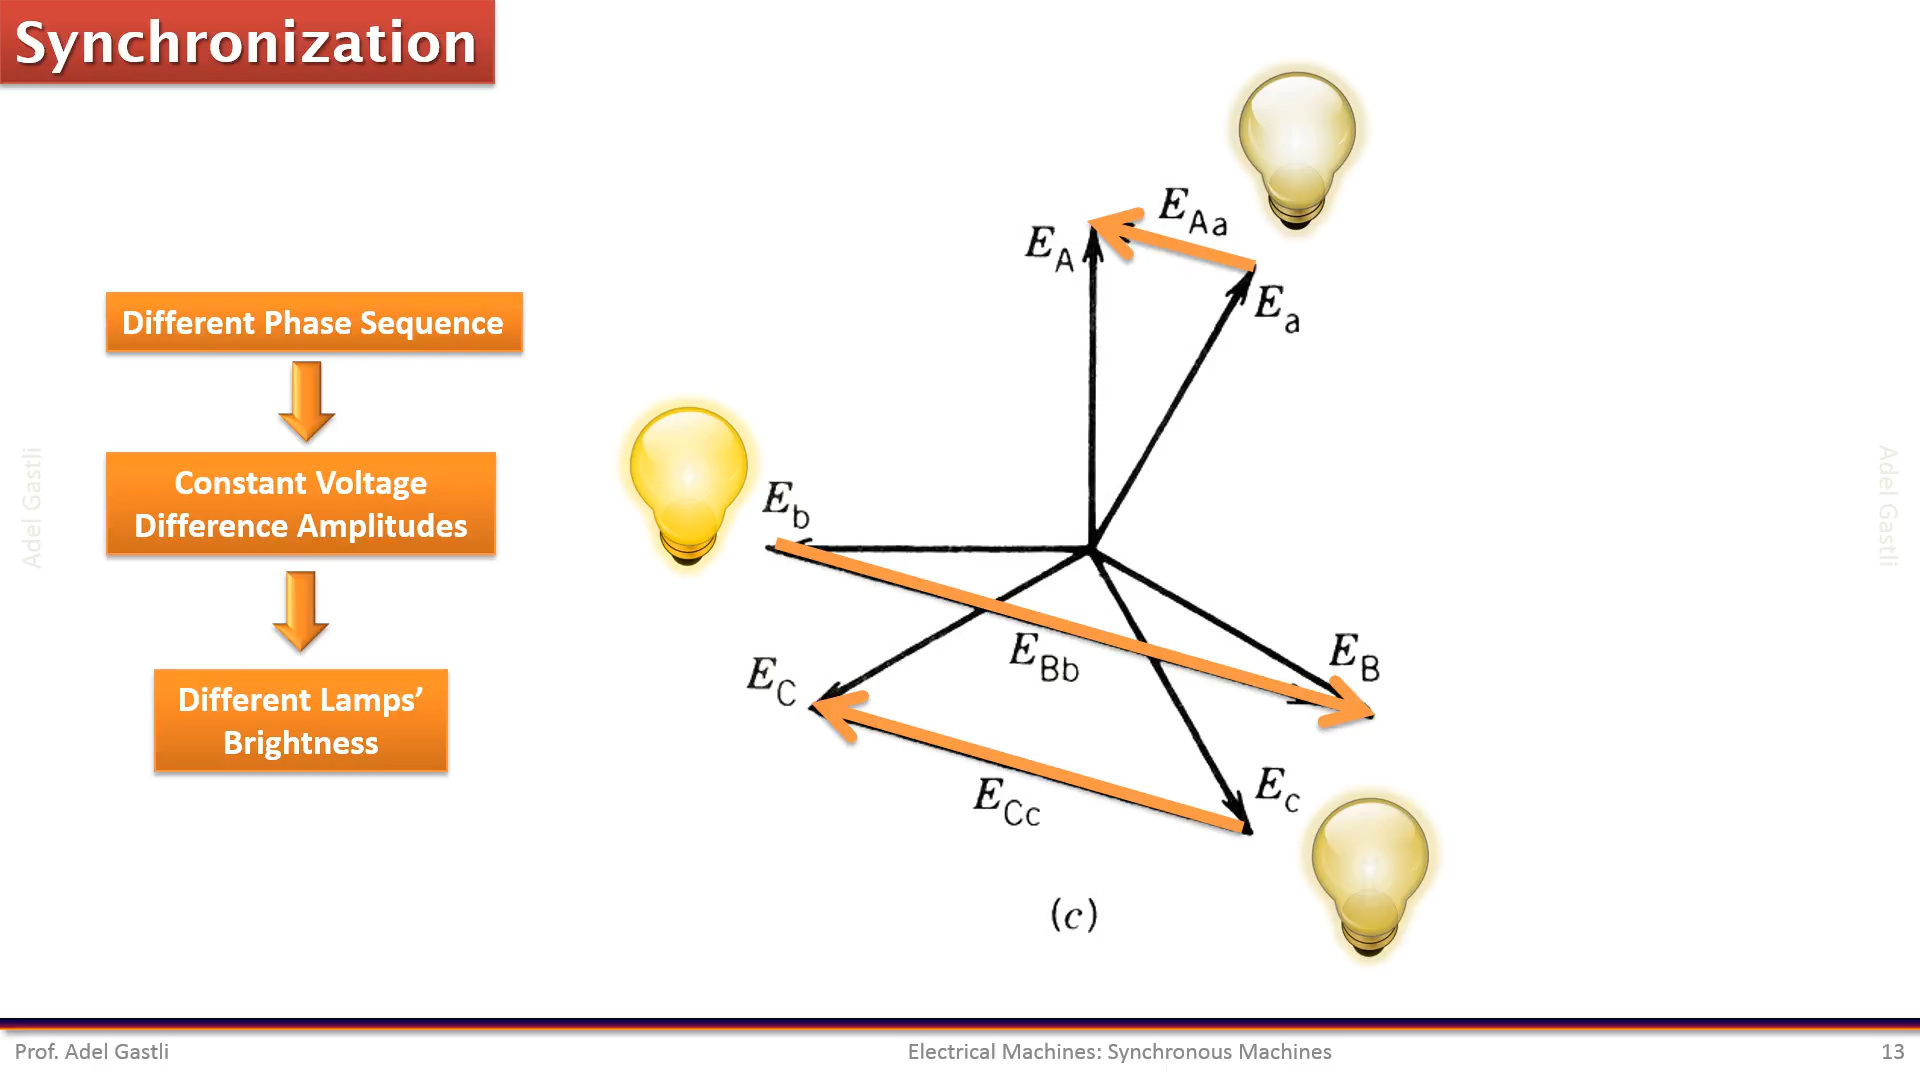 Synchronization
Different Phase Sequence
Constant Voltage
Difference Amplitudes
Different Lamps’
Brightness
E_Aa
E_A
E_a
E_b
E_Bb
E_B
E_C
E_Cc
E_c
(c)
Adel Gastli
Adel Gastli
Prof. Adel Gastli
Electrical Machines: Synchronous Machines
13